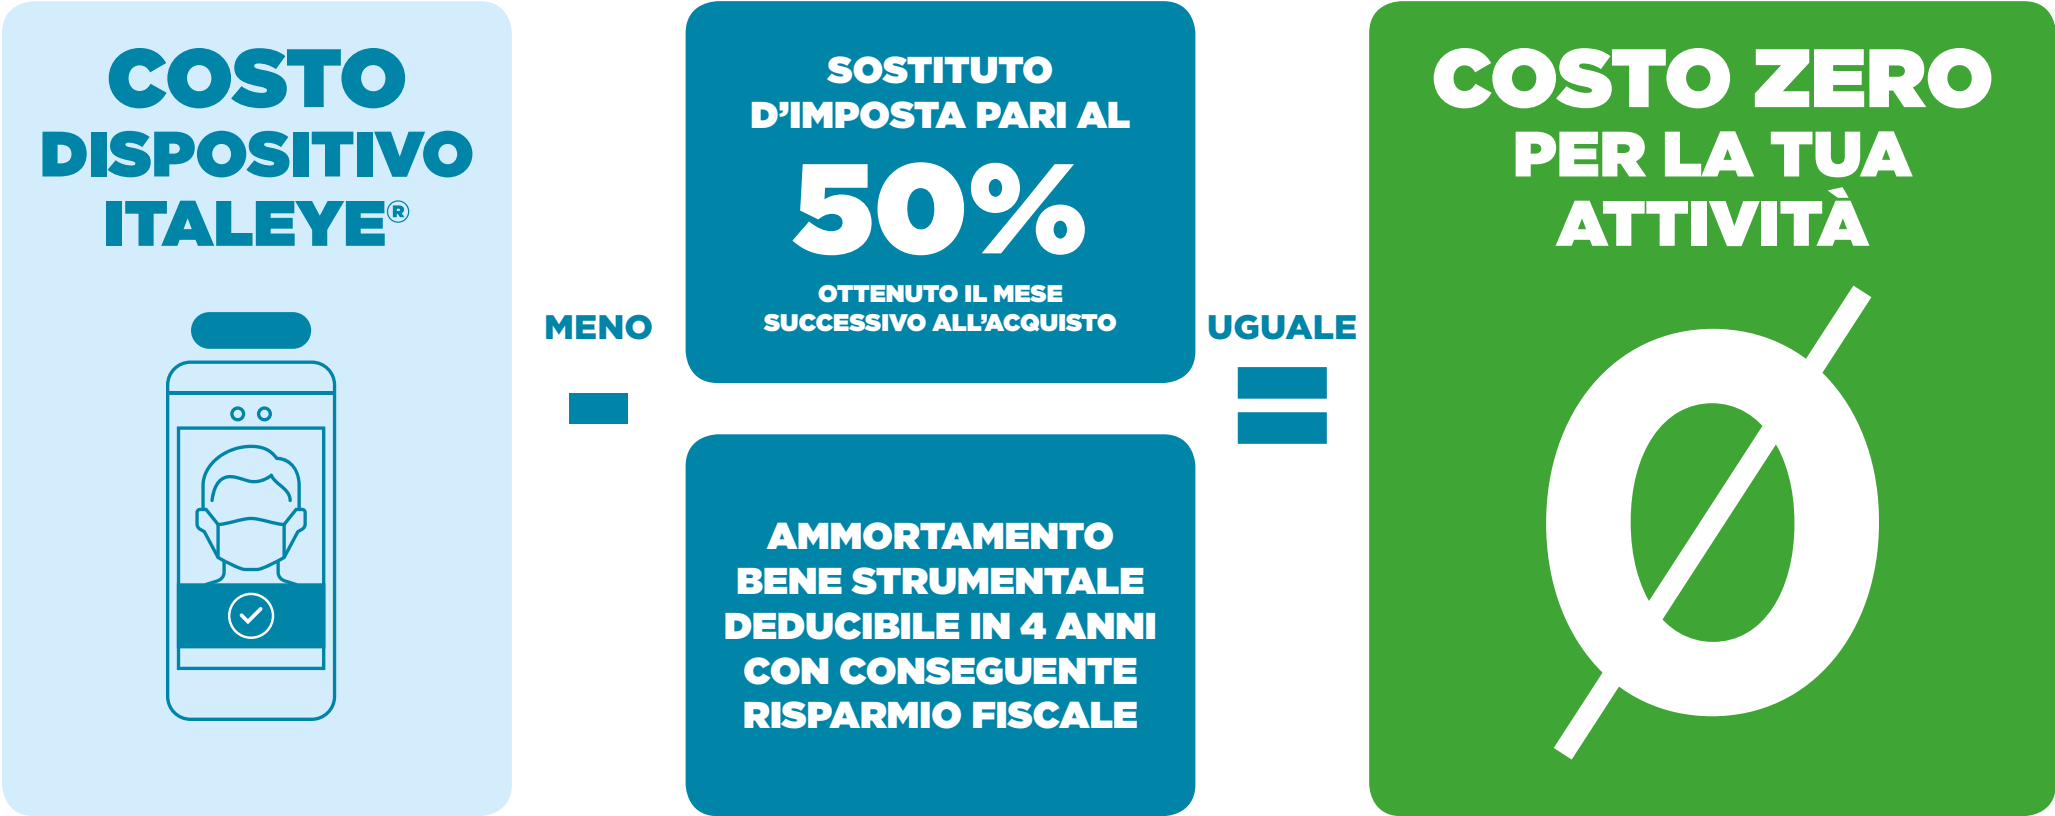 COSTO
DISPOSITIVO
ITALEYE®
MENO
SOSTITUTO
D'IMPOSTA PARI AL
50%
OTTENUTO IL MESE
SUCCESSIVO ALL'ACQUISTO
AMMORTAMENTO
BENE STRUMENTALE
DEDUCIBILE IN 4 ANNI
CON CONSEGUENTE
RISPARMIO FISCALE
UGUALE
COSTO ZERO
PER LA TUA
ATTIVITÀ
0